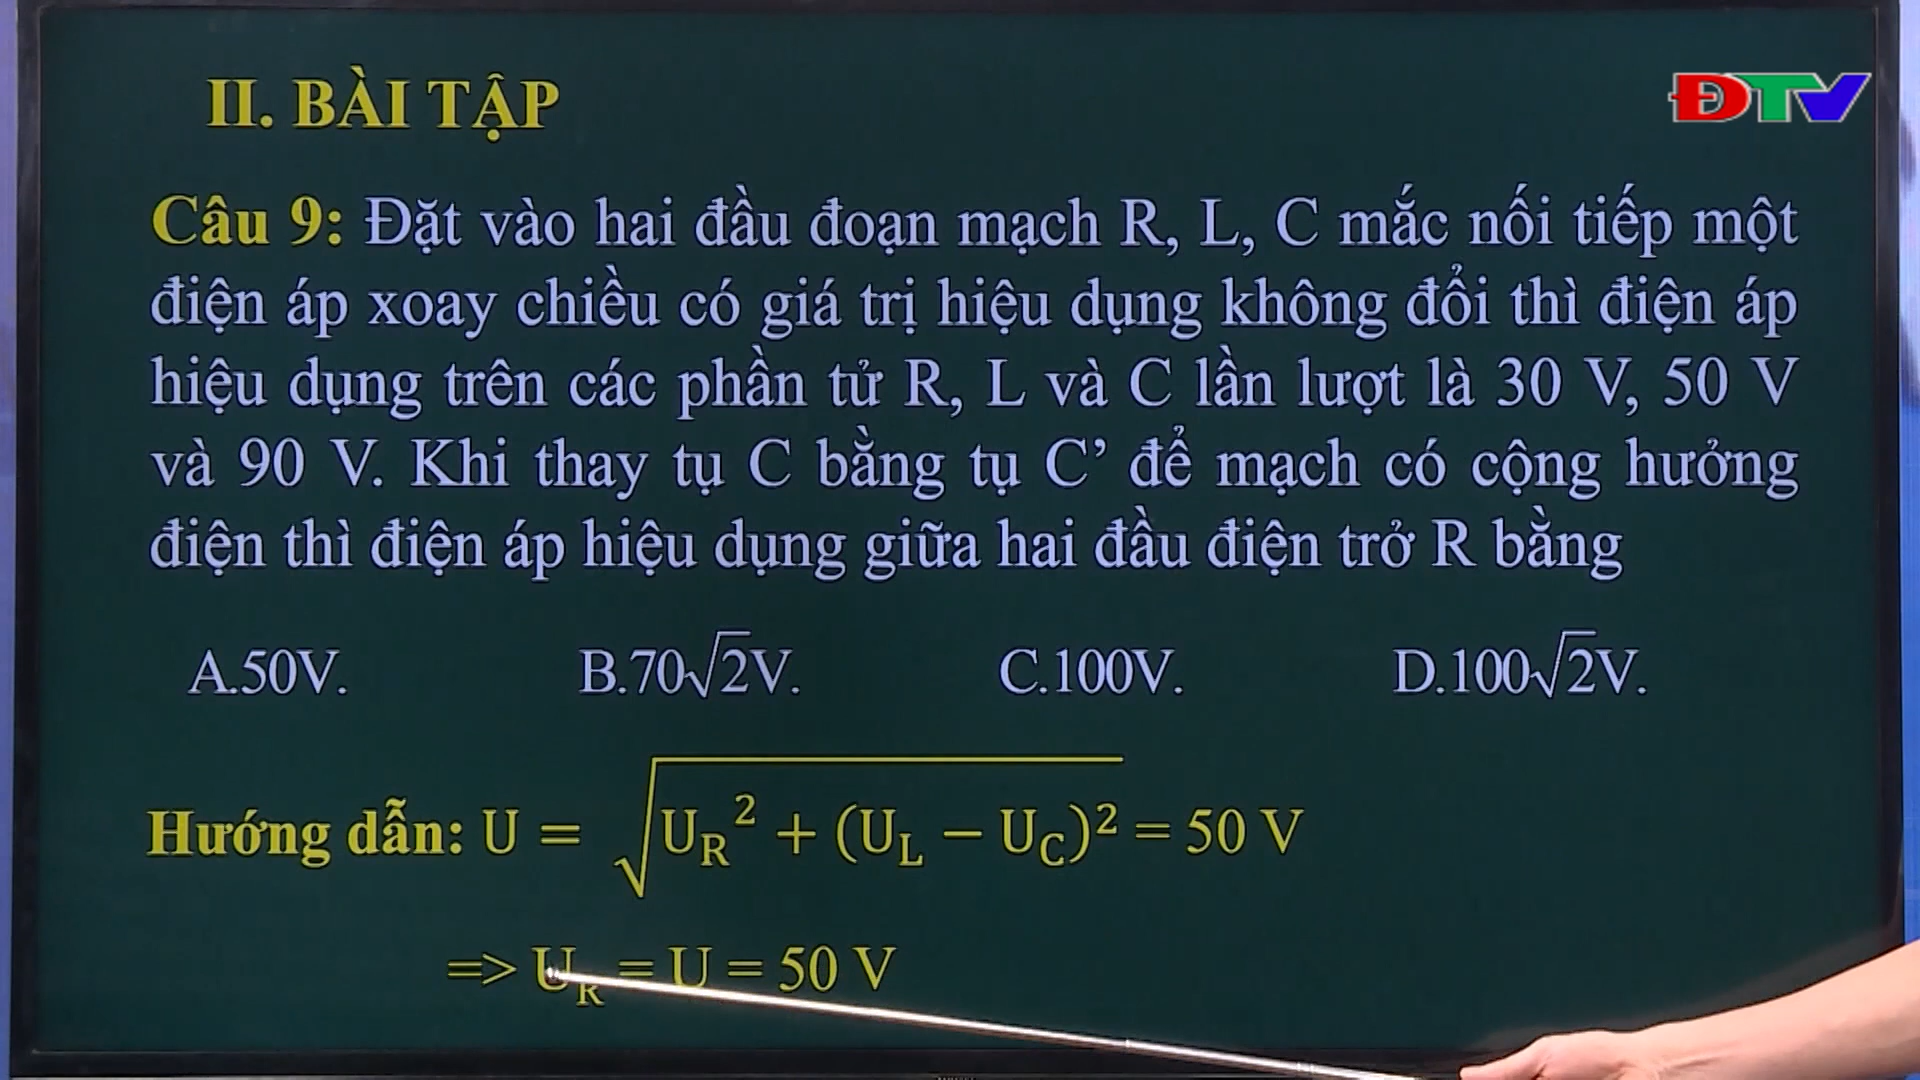 II. BÀI TẬP
ĐTV
Câu 9: Đặt vào hai đầu đoạn mạch R, L, C mắc nối tiếp một
điện áp xoay chiều có giá trị hiệu dụng không đổi thì điện áp
hiệu dụng trên các phần tử R, L và C lần lượt là 30 V, 50 V
và 90 V. Khi thay tụ C bằng tụ C’ để mạch có cộng hưởng
điện thì điện áp hiệu dụng giữa hai đầu điện trở R bằng
A.50V. B.70√2V. C.100V. D.100√2V.
Hướng dẫn: U = √(U_R² + (U_L − U_C)²) = 50 V
=> U_R = U = 50 V